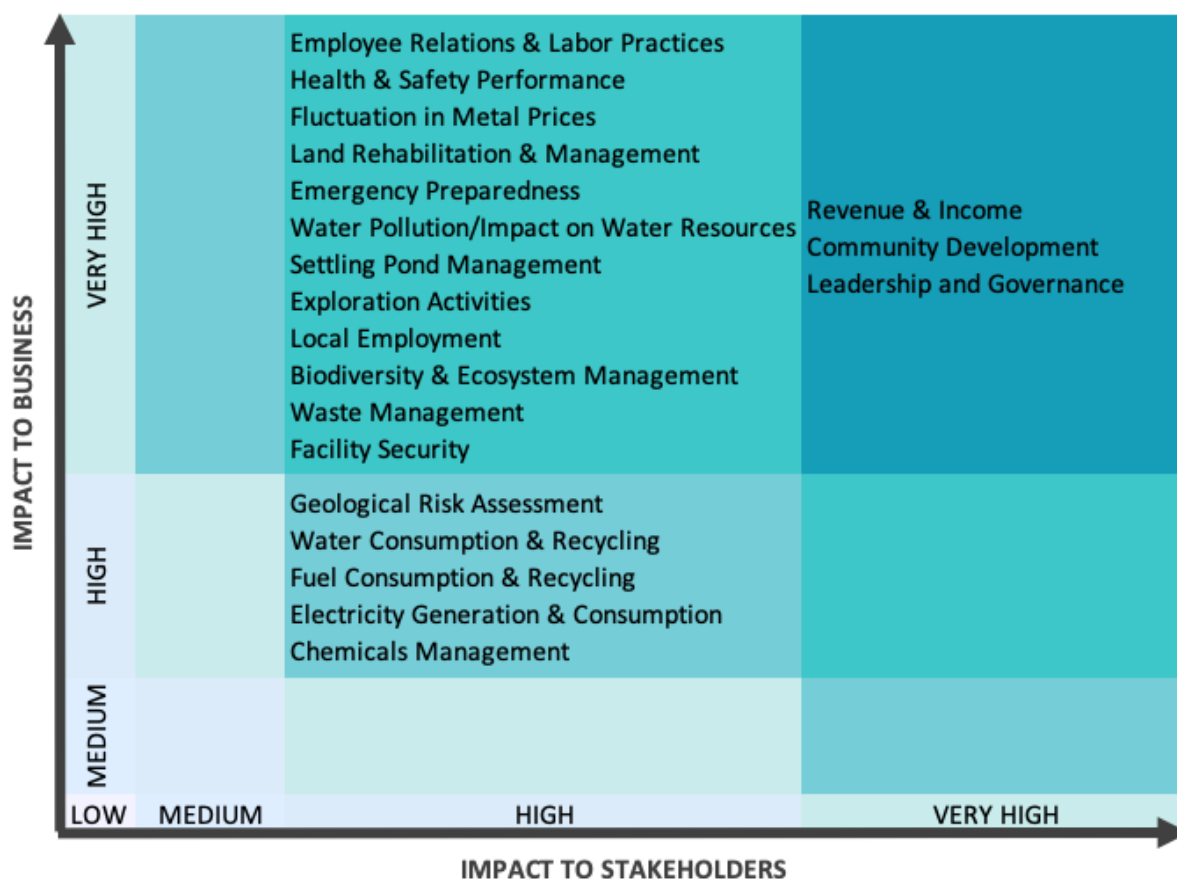 IMPACT TO BUSINESS
VERY HIGH
Employee Relations & Labor Practices
Health & Safety Performance
Fluctuation in Metal Prices
Land Rehabilitation & Management
Emergency Preparedness
Water Pollution/Impact on Water Resources
Settling Pond Management
Exploration Activities
Local Employment
Biodiversity & Ecosystem Management
Waste Management
Facility Security
Revenue & Income
Community Development
Leadership and Governance
HIGH
Geological Risk Assessment
Water Consumption & Recycling
Fuel Consumption & Recycling
Electricity Generation & Consumption
Chemicals Management
MEDIUM
LOW
MEDIUM
HIGH
VERY HIGH
IMPACT TO STAKEHOLDERS